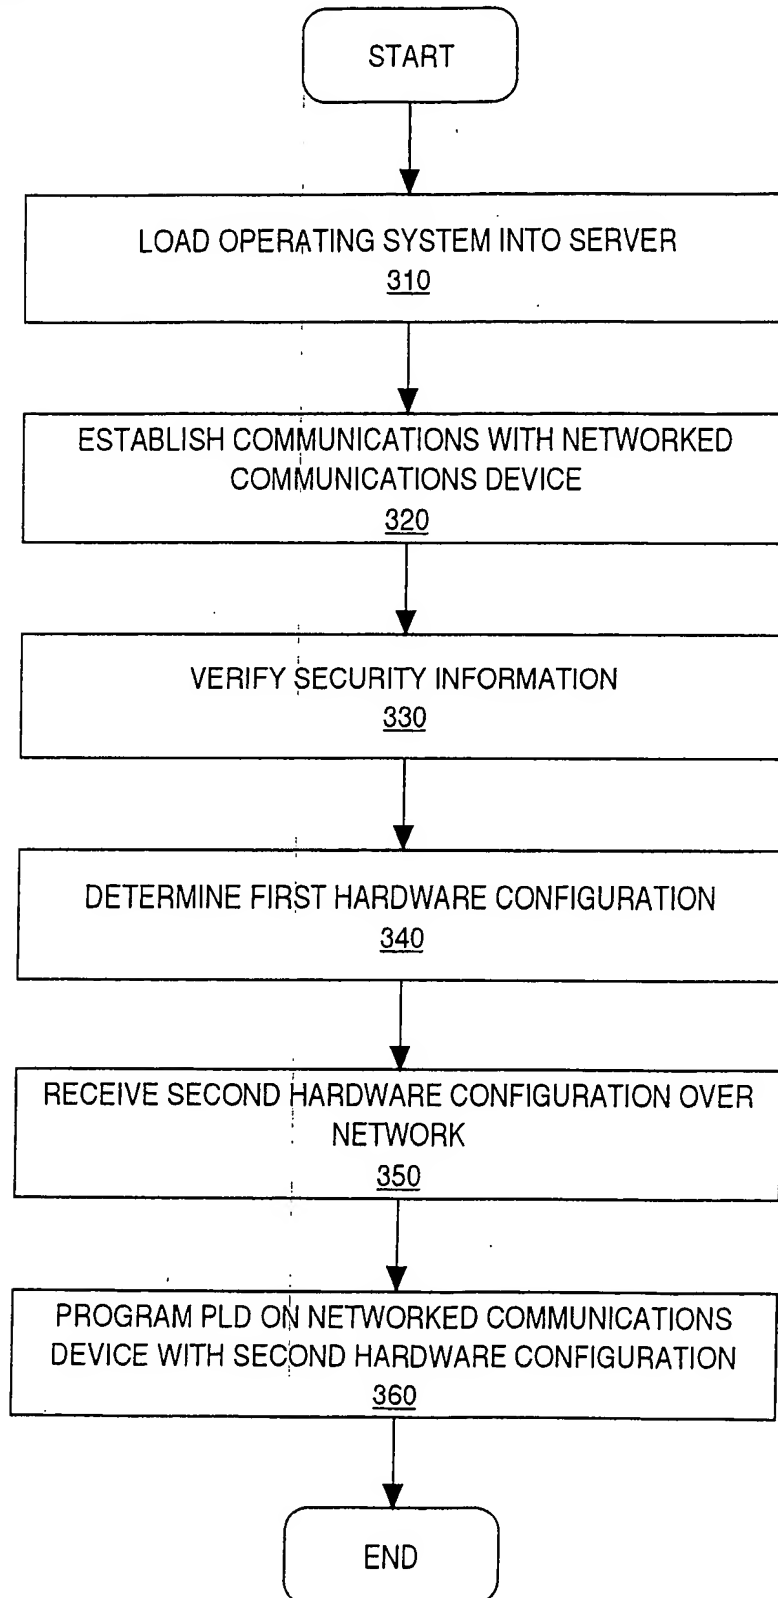 START
LOAD OPERATING SYSTEM INTO SERVER
310
ESTABLISH COMMUNICATIONS WITH NETWORKED
COMMUNICATIONS DEVICE
320
VERIFY SECURITY INFORMATION
330
DETERMINE FIRST HARDWARE CONFIGURATION
340
RECEIVE SECOND HARDWARE CONFIGURATION OVER
NETWORK
350
PROGRAM PLD ON NETWORKED COMMUNICATIONS
DEVICE WITH SECOND HARDWARE CONFIGURATION
360
END